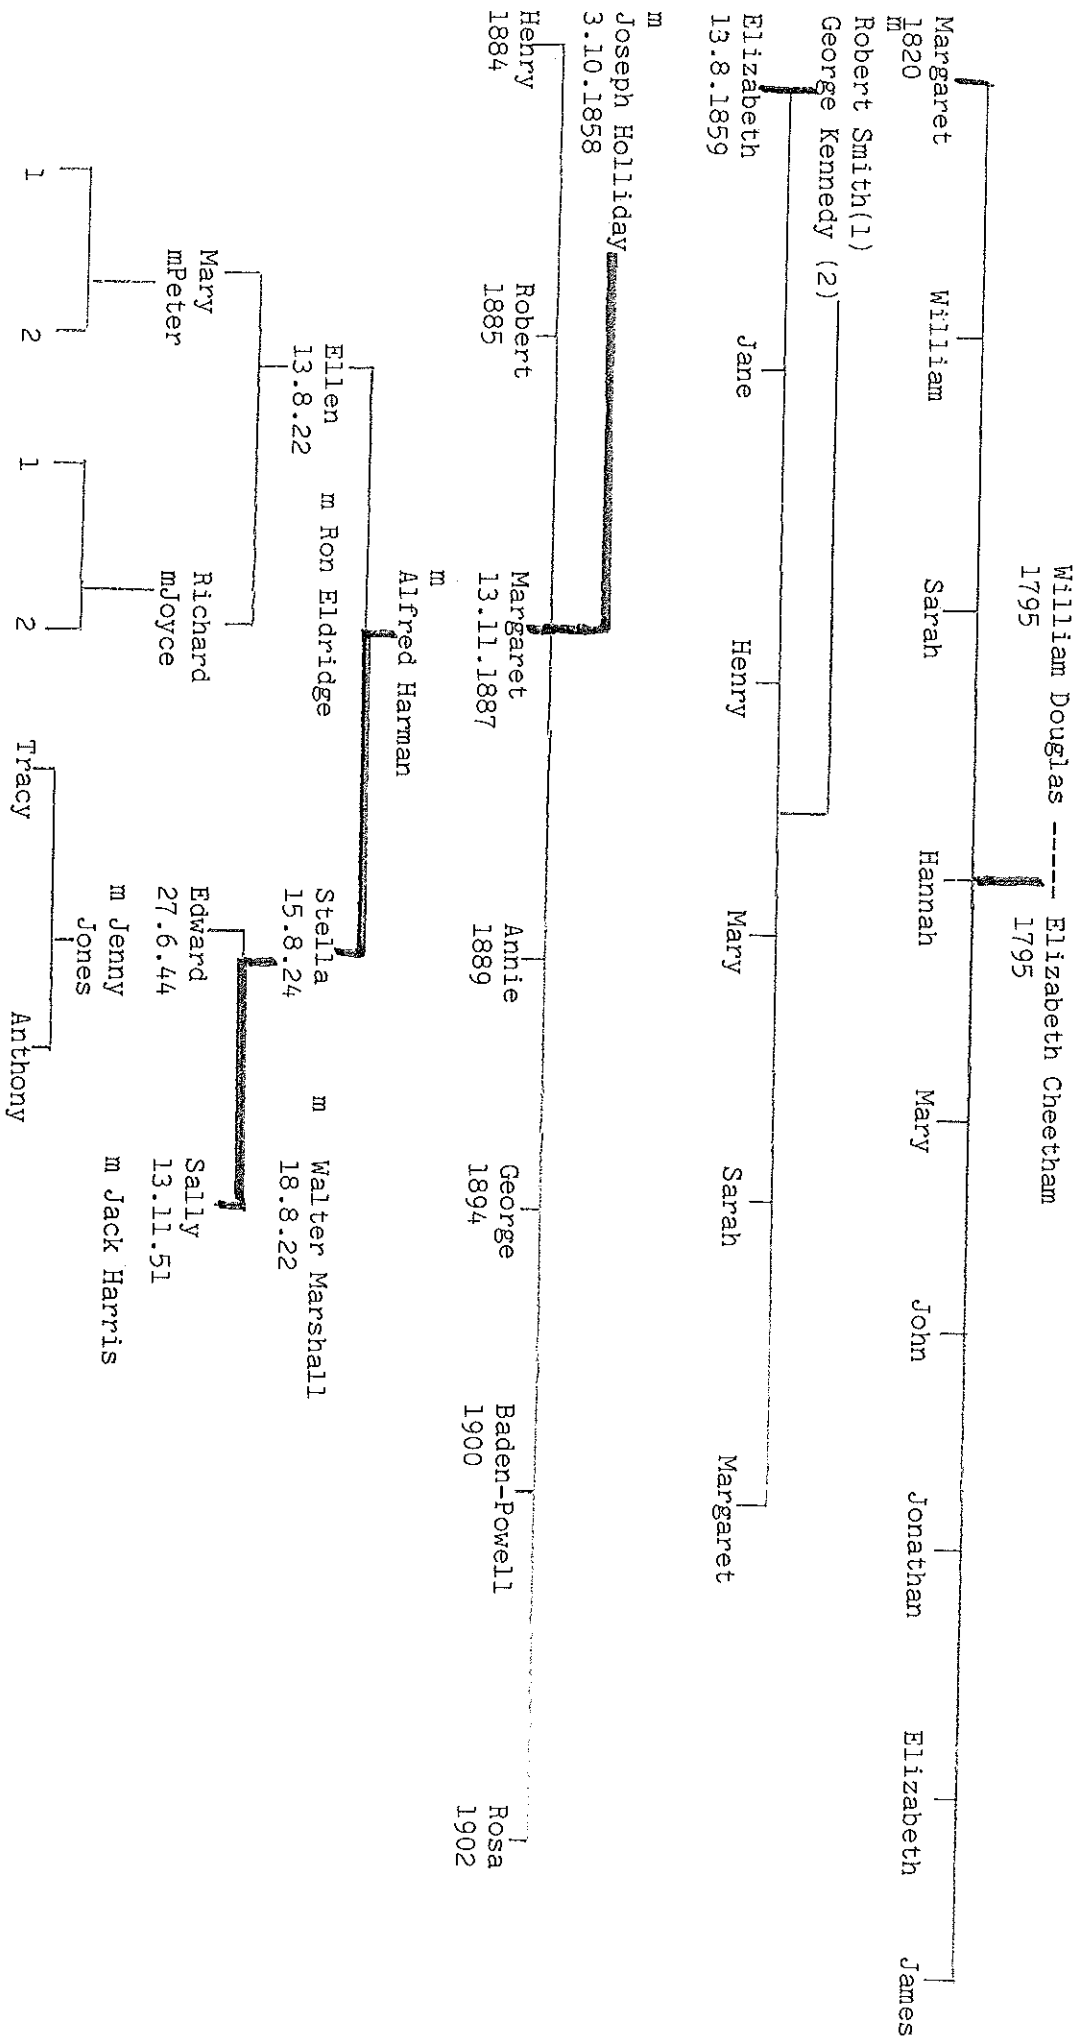 William Douglas ----- Elizabeth Cheetham
1795 1795
Margaret William Sarah Hannah Mary John Jonathan Elizabeth James
1820
m
Robert Smith(1)
George Kennedy (2)
Elizabeth Jane Henry Mary Sarah Margaret
13.8.1859
m
Joseph Holliday
3.10.1858
Henry Robert Margaret Annie George Baden-Powell Rosa
1884 1885 13.11.1887 1889 1894 1900 1902
m
Alfred Harman
Ellen m Ron Eldridge Stella m Walter Marshall
13.8.22 15.8.24 18.8.22
Mary Richard Edward Sally
mPeter mJoyce 27.6.44 13.11.51
m Jenny m Jack Harris
Jones
1 2 1 2 Tracy Anthony